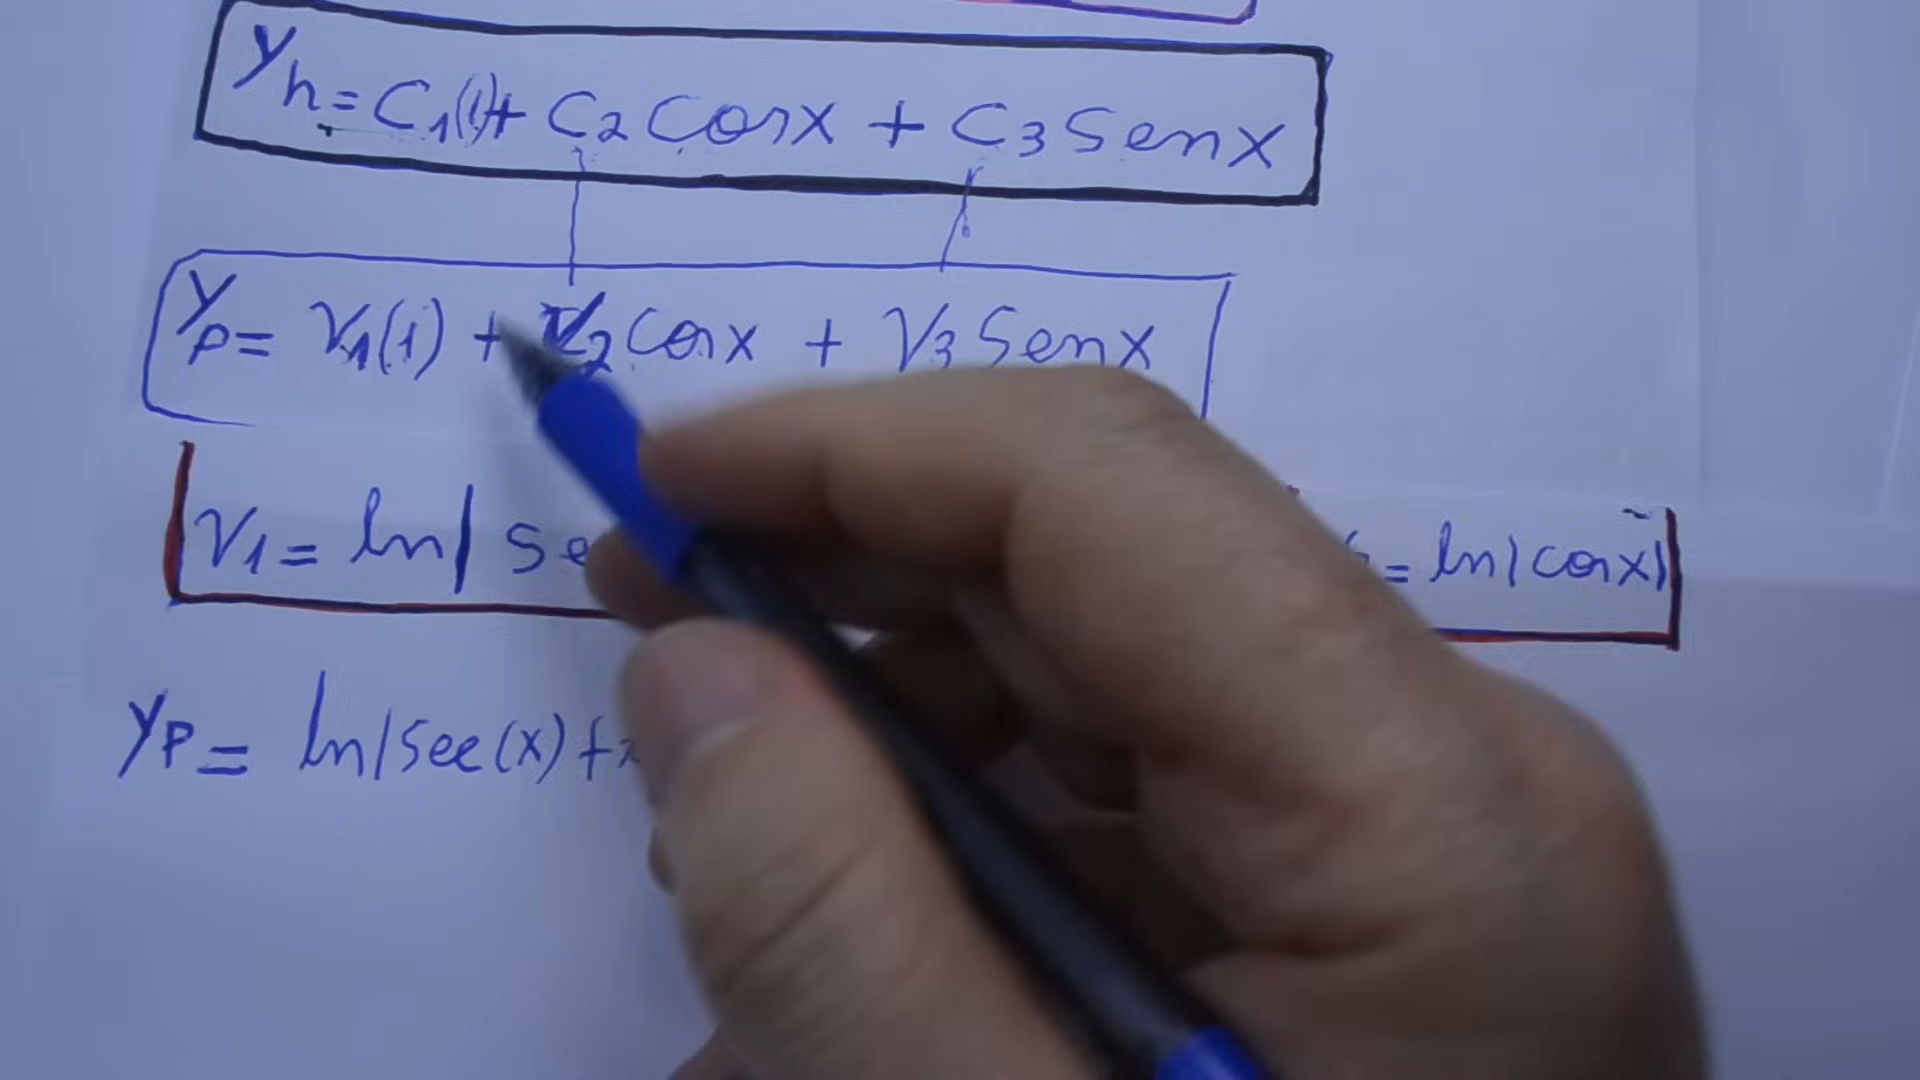 yh = C1(1) + C2 Cosx + C3 Senx
yp = V1(1) + V2 Cosx + V3 Senx
V1 = ln| Se = ln|cosx|
yp = ln|Sec(x) +